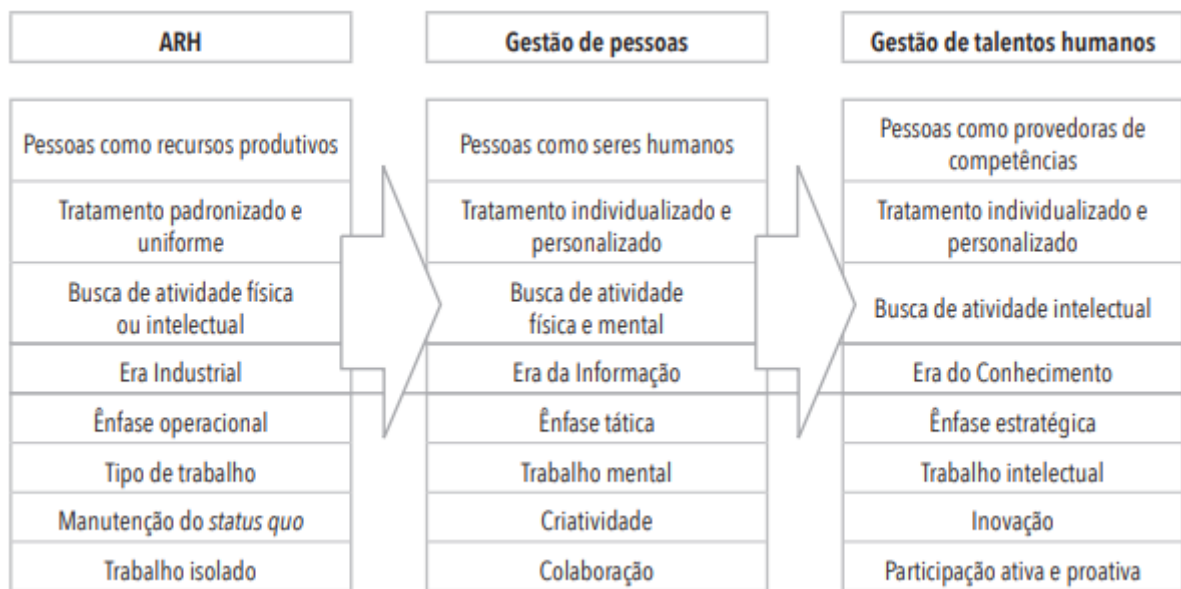 ARH
Gestão de pessoas
Gestão de talentos humanos
Pessoas como recursos produtivos
Pessoas como seres humanos
Pessoas como provedoras de
competências
Tratamento padronizado e
uniforme
Tratamento individualizado e
personalizado
Tratamento individualizado e
personalizado
Busca de atividade física
ou intelectual
Busca de atividade
física e mental
Busca de atividade intelectual
Era Industrial
Era da Informação
Era do Conhecimento
Ênfase operacional
Ênfase tática
Ênfase estratégica
Tipo de trabalho
Trabalho mental
Trabalho intelectual
Manutenção do status quo
Criatividade
Inovação
Trabalho isolado
Colaboração
Participação ativa e proativa